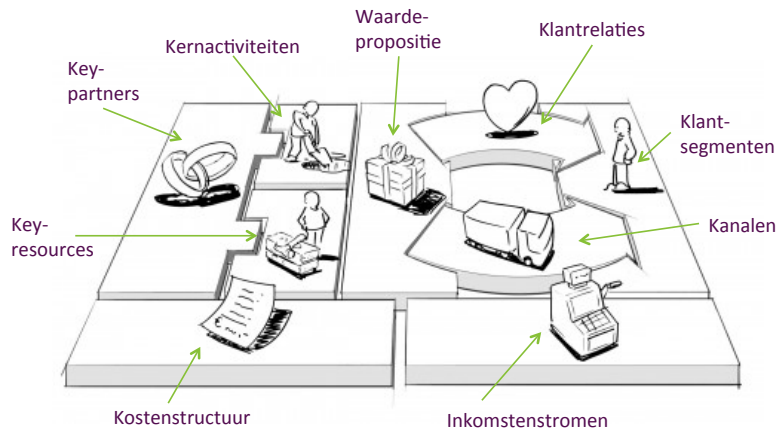 Waarde-
propositie
Klantrelaties
Kernactiviteiten
Key-
partners
Klant-
segmenten
Key-
resources
Kanalen
Kostenstructuur
Inkomstenstromen